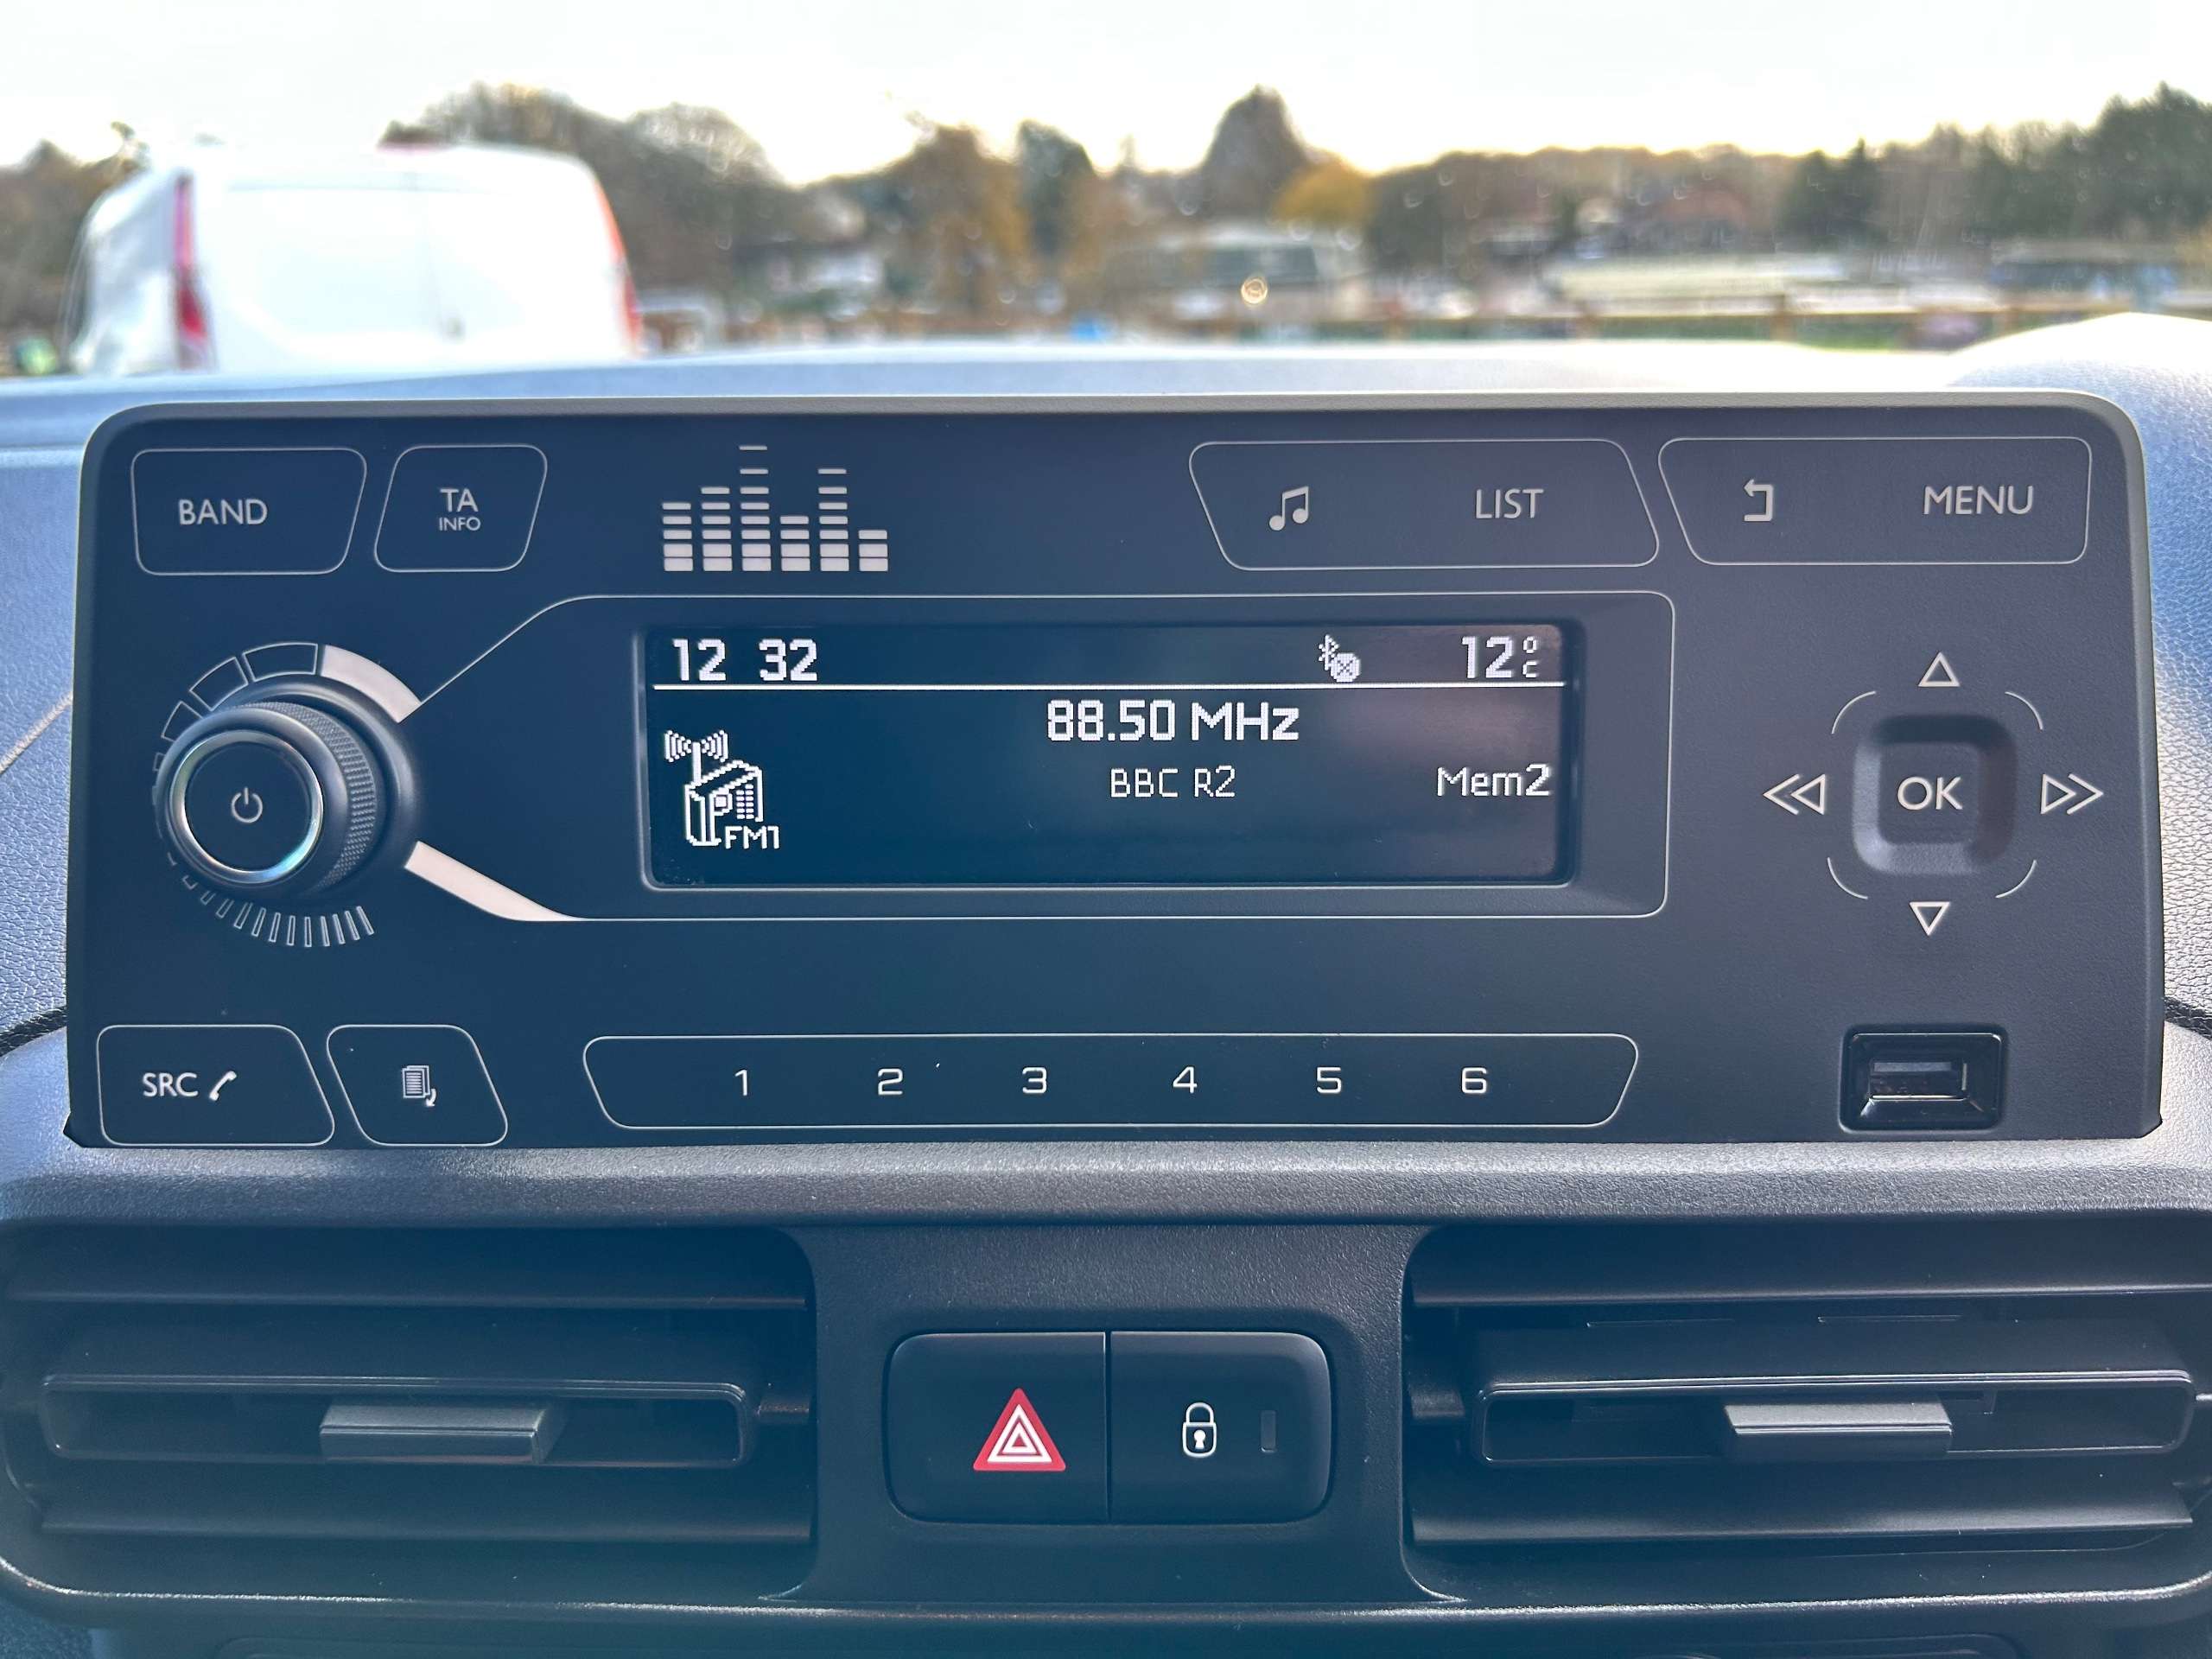 BAND
TA
INFO
LIST
MENU
12 32
12°C
88.50 MHz
BBC R2
Mem2
FM1
OK
SRC
1 2 3 4 5 6